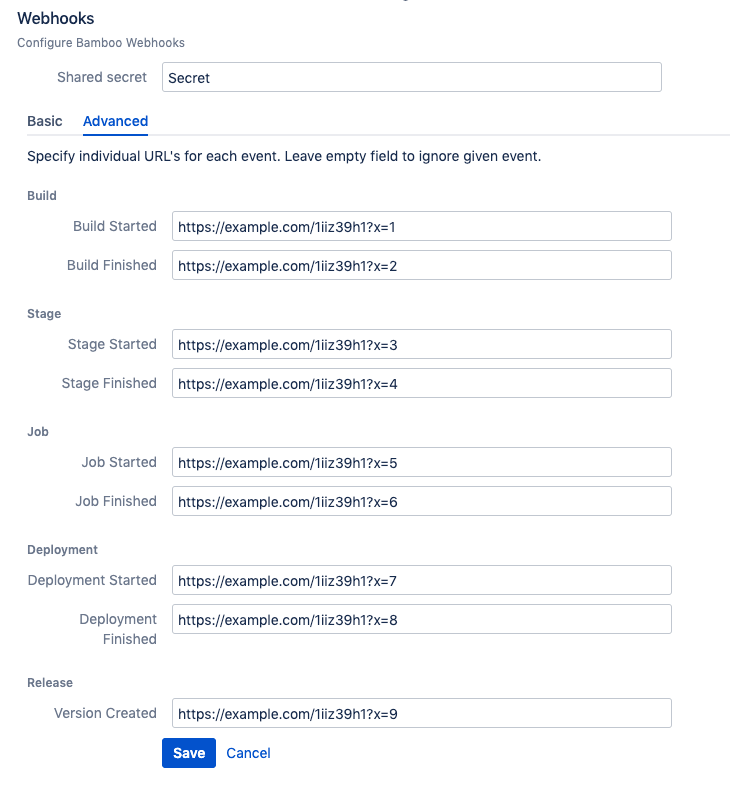 Webhooks
Configure Bamboo Webhooks
Shared secret Secret
Basic Advanced
Specify individual URL's for each event. Leave empty field to ignore given event.
Build
Build Started https://example.com/1iiz39h1?x=1
Build Finished https://example.com/1iiz39h1?x=2
Stage
Stage Started https://example.com/1iiz39h1?x=3
Stage Finished https://example.com/1iiz39h1?x=4
Job
Job Started https://example.com/1iiz39h1?x=5
Job Finished https://example.com/1iiz39h1?x=6
Deployment
Deployment Started https://example.com/1iiz39h1?x=7
Deployment https://example.com/1iiz39h1?x=8
Finished
Release
Version Created https://example.com/1iiz39h1?x=9
Save Cancel